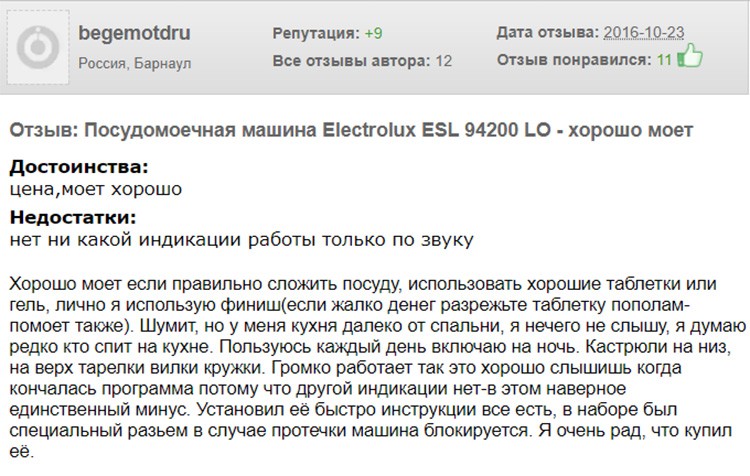 begemotdru
Россия, Барнаул
Репутация: +9
Все отзывы автора: 12
Дата отзыва: 2016-10-23
Отзыв понравился: 11
Отзыв: Посудомоечная машина Electrolux ESL 94200 LO - хорошо моет
Достоинства:
цена,моет хорошо
Недостатки:
нет ни какой индикации работы только по звуку
Хорошо моет если правильно сложить посуду, использовать хорошие таблетки или
гель, лично я использую финиш(если жалко денег разрежьте таблетку пополам-
помоет также). Шумит, но у меня кухня далеко от спальни, я нечего не слышу, я думаю
редко кто спит на кухне. Пользуюсь каждый день включаю на ночь. Кастрюли на низ,
на верх тарелки вилки кружки. Громко работает так это хорошо слышишь когда
кончалась программа потому что другой индикации нет-в этом наверное
единственный минус. Установил её быстро инструкции все есть, в наборе был
специальный разьем в случае протечки машина блокируется. Я очень рад, что купил
её.